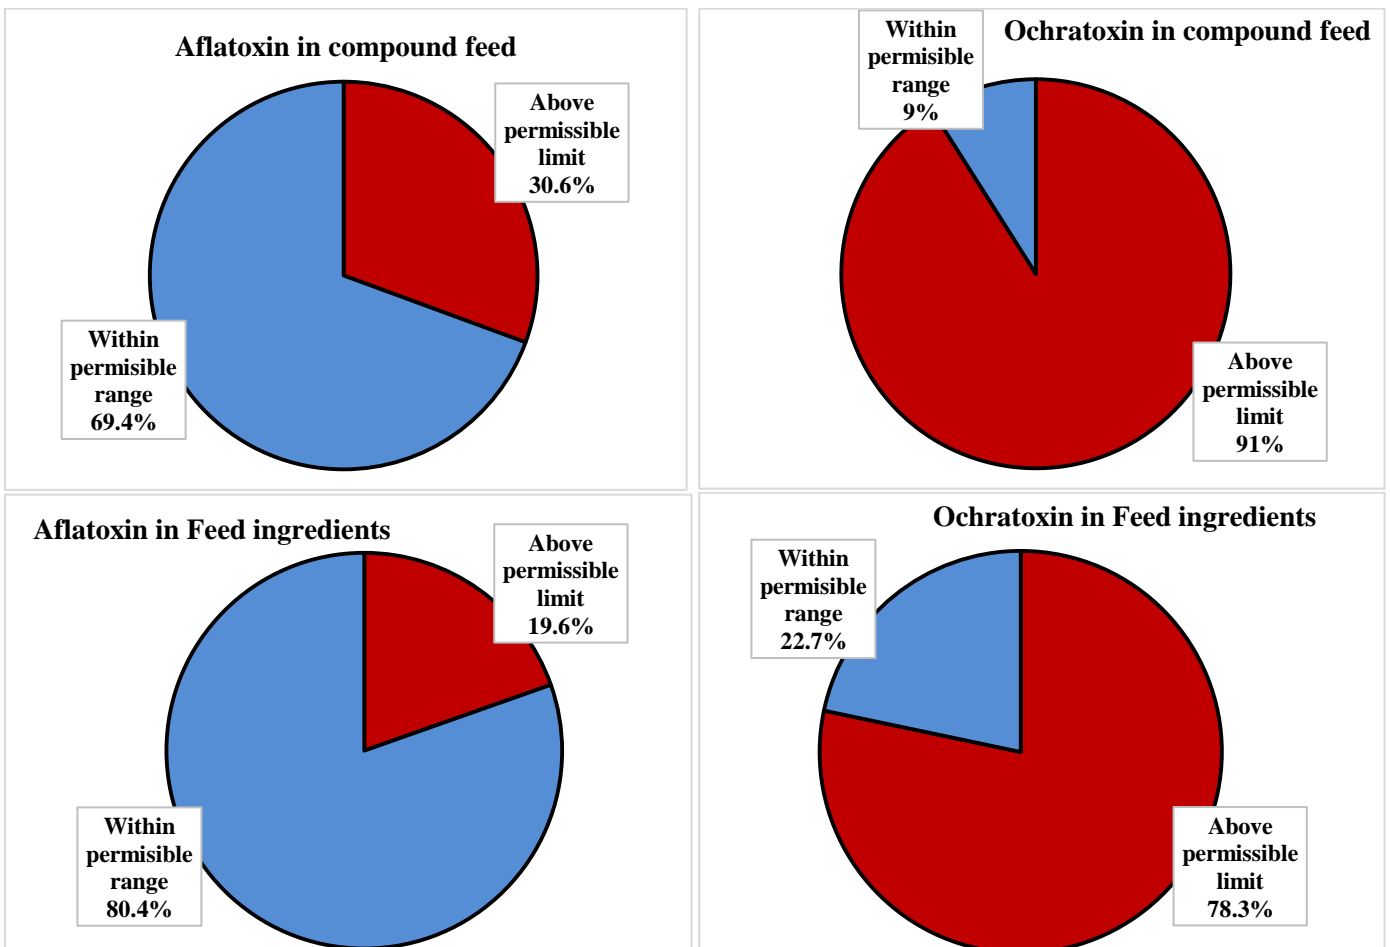 Aflatoxin in compound feed
Above
permissible
limit
30.6%
Within
permisible
range
69.4%
Ochratoxin in compound feed
Within
permisible
range
9%
Above
permissible
limit
91%
Aflatoxin in Feed ingredients
Above
permissible
limit
19.6%
Within
permisible
range
80.4%
Ochratoxin in Feed ingredients
Within
permisible
range
22.7%
Above
permissible
limit
78.3%